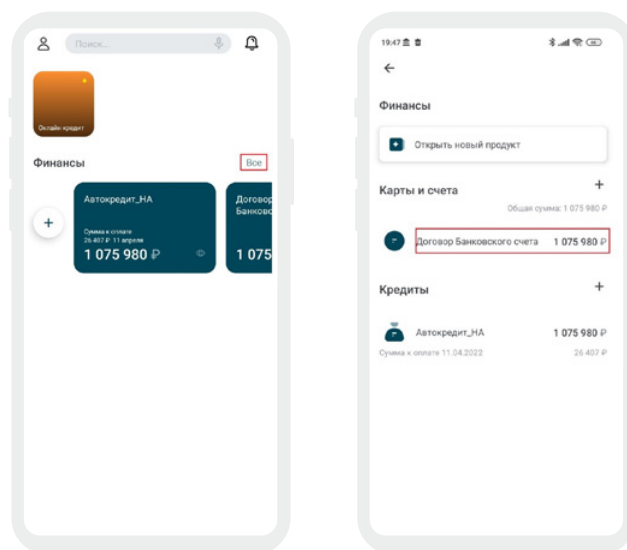 Поиск...
Онлайн кредит
Финансы
Все
Автокредит_НА
Сумма к оплате
26 407 ₽ 11 апреля
1 075 980 ₽
Договор
Банковс
1 075
+
19:47
Финансы
Открыть новый продукт
Карты и счета
+
Общая сумма: 1 075 980 ₽
Договор Банковского счета 1 075 980 ₽
Кредиты
+
Автокредит_НА 1 075 980 ₽
Сумма к оплате 11.04.2022 26 407 ₽